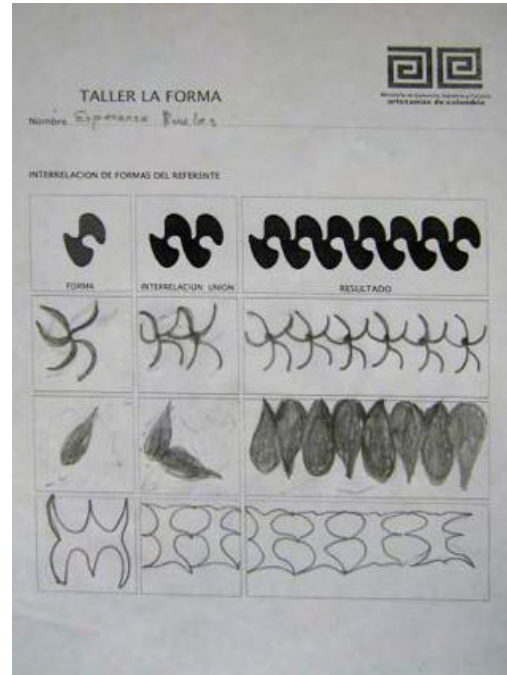 Ministerio de Comercio, Industria y Turismo
artesanías de colombia
TALLER LA FORMA
Nombre Esperanza
INTERRELACION DE FORMAS DEL REFERENTE
FORMA
INTERRELACION UNION
RESULTADO